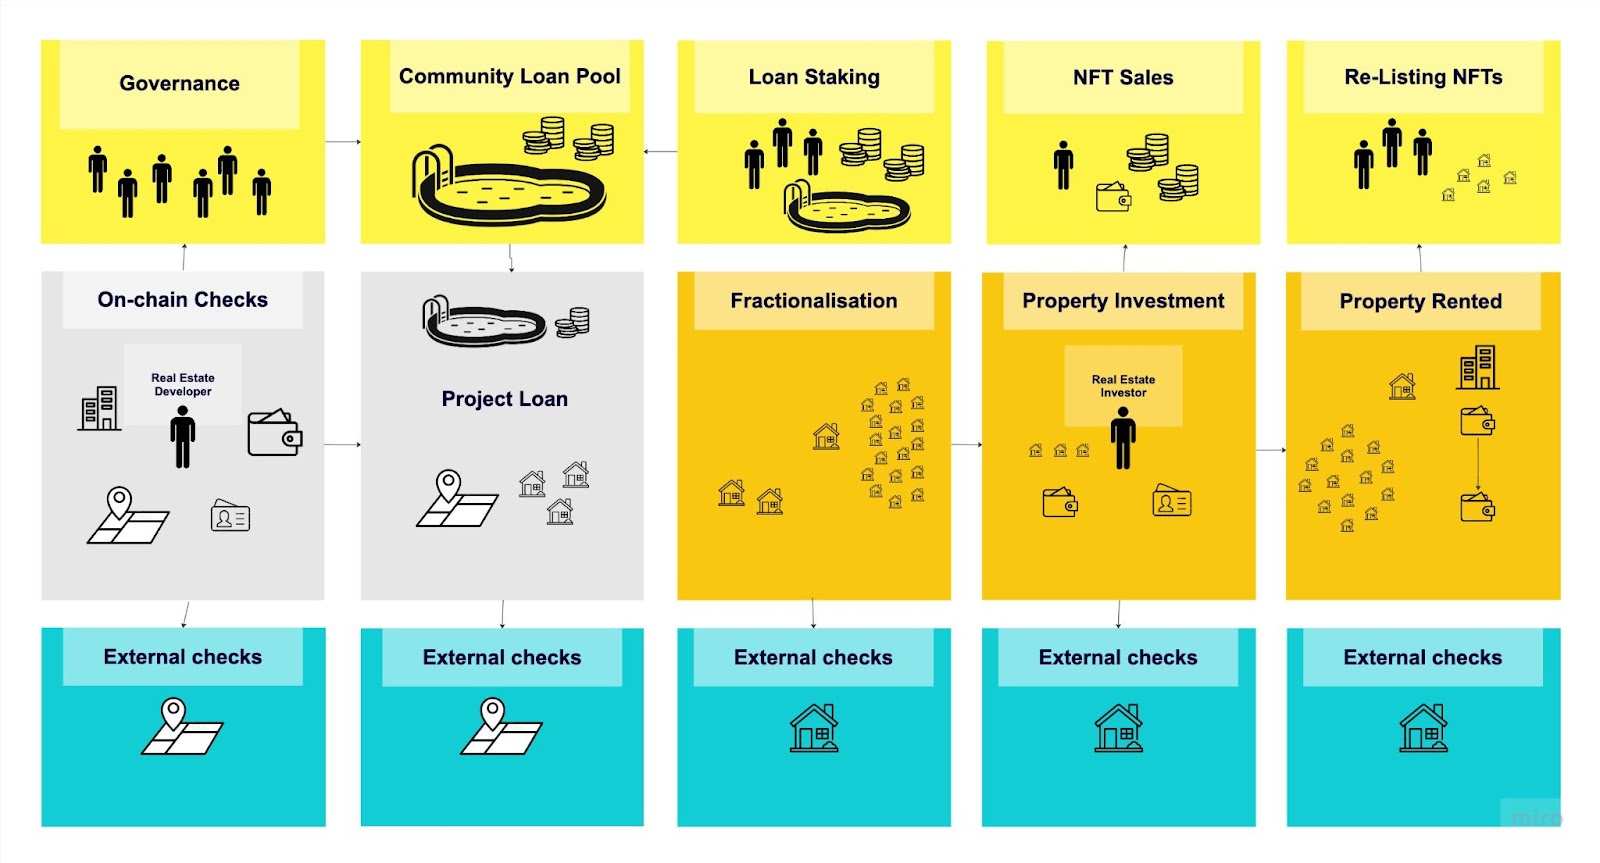 Governance
Community Loan Pool
Loan Staking
NFT Sales
Re-Listing NFTs
On-chain Checks
Real Estate
Developer
Project Loan
Fractionalisation
Property Investment
Real Estate
Investor
Property Rented
External checks
External checks
External checks
External checks
External checks
miro